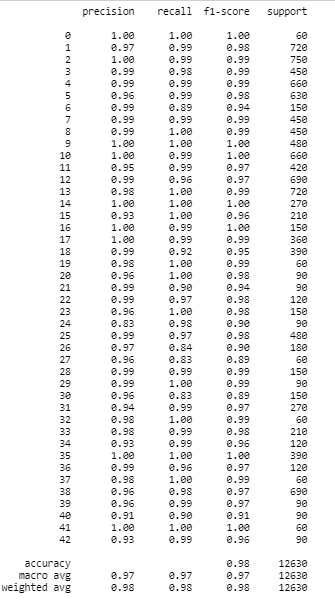 precision recall f1-score support
0 1.00 1.00 1.00 60
1 0.97 0.99 0.98 720
2 1.00 0.99 0.99 750
3 0.99 0.98 0.99 450
4 0.99 0.99 0.99 660
5 0.96 0.99 0.98 630
6 0.99 0.89 0.94 150
7 0.99 0.99 0.99 450
8 0.99 1.00 0.99 450
9 1.00 1.00 1.00 480
10 1.00 0.99 1.00 660
11 0.95 0.99 0.97 420
12 0.99 0.96 0.97 690
13 0.98 1.00 0.99 720
14 1.00 1.00 1.00 270
15 0.93 1.00 0.96 210
16 1.00 0.99 1.00 150
17 1.00 0.99 0.99 360
18 0.99 0.92 0.95 390
19 0.98 1.00 0.99 60
20 0.96 1.00 0.98 90
21 0.99 0.90 0.94 90
22 0.99 0.97 0.98 120
23 0.96 1.00 0.98 150
24 0.83 0.98 0.90 90
25 0.99 0.97 0.98 480
26 0.97 0.84 0.90 180
27 0.96 0.83 0.89 60
28 0.99 0.99 0.99 150
29 0.99 1.00 0.99 90
30 0.96 0.83 0.89 150
31 0.94 0.99 0.97 270
32 0.98 1.00 0.99 60
33 0.98 0.99 0.98 210
34 0.93 0.99 0.96 120
35 1.00 1.00 1.00 390
36 0.99 0.96 0.97 120
37 0.98 1.00 0.99 60
38 0.96 0.98 0.97 690
39 0.96 0.99 0.97 90
40 0.91 0.90 0.91 90
41 1.00 1.00 1.00 60
42 0.93 0.99 0.96 90
accuracy 0.98 12630
macro avg 0.97 0.97 0.97 12630
weighted avg 0.98 0.98 0.98 12630